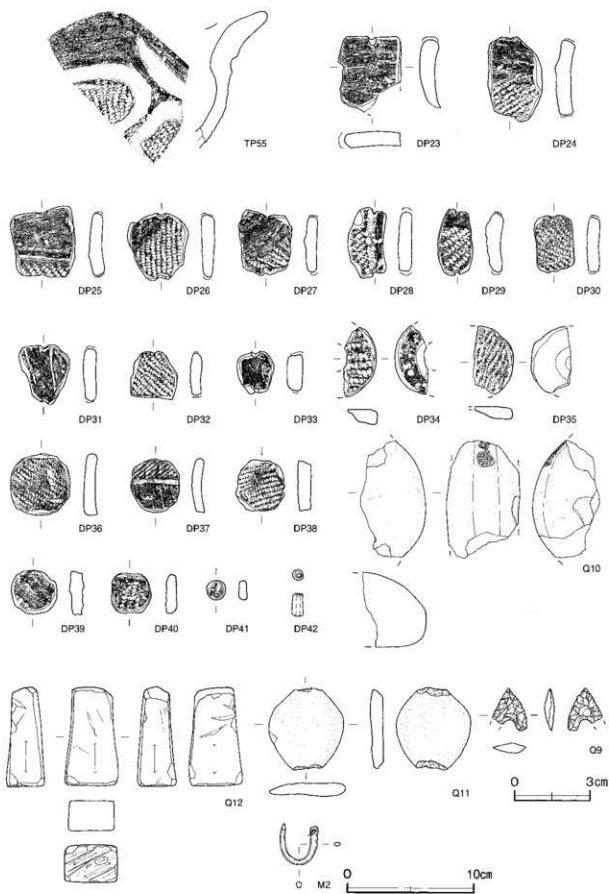 TP55
DP23
DP24
DP25
DP26
DP27
DP28
DP29
DP30
DP31
DP32
DP33
DP34
DP35
DP36
DP37
DP38
Q10
DP39
DP40
DP41
DP42
Q12
Q11
Q9
0 3cm
M2
0 10cm